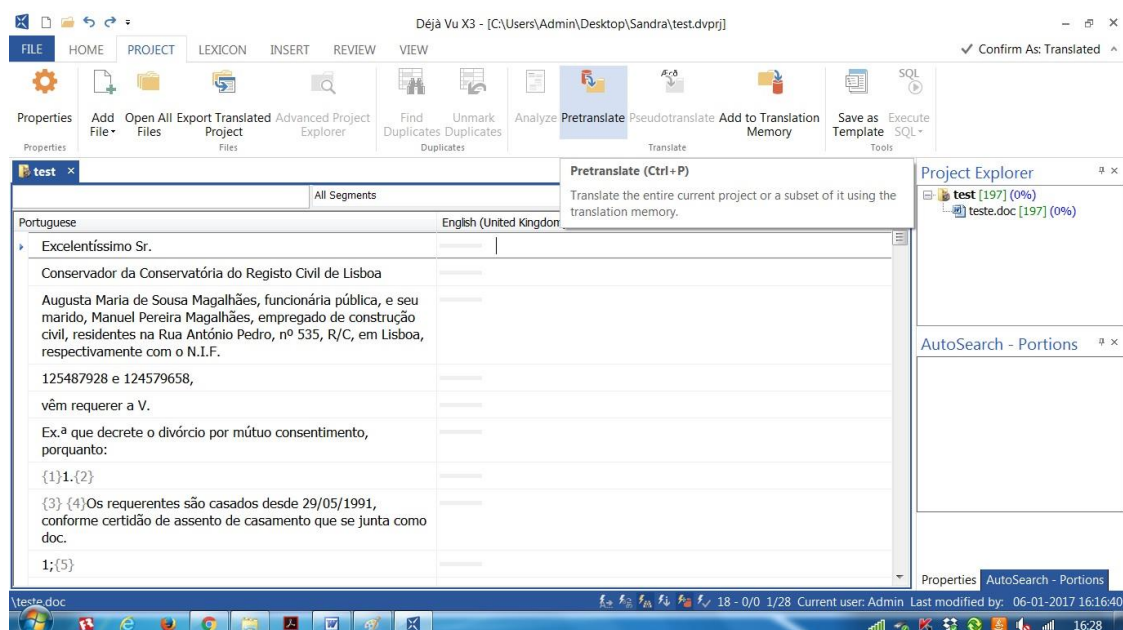 Déjà Vu X3 - [C:\Users\Admin\Desktop\Sandra\test.dvprj]
FILE HOME PROJECT LEXICON INSERT REVIEW VIEW
Confirm As: Translated
SQL
Properties Add Open All Export Translated Advanced Project Find Unmark Analyze Pretranslate Pseudotranslate Add to Translation Save as Execute
File Files Project Explorer Duplicates Duplicates Memory Template SQL
Properties Files Duplicates Translate Tools
test
Pretranslate (Ctrl+P)
Translate the entire current project or a subset of it using the
translation memory.
Project Explorer
All Segments
test [197] (0%)
teste.doc [197] (0%)
Portuguese English (United Kingdom
Excelentíssimo Sr.
Conservador da Conservatória do Registo Civil de Lisboa
Augusta Maria de Sousa Magalhães, funcionária pública, e seu
marido, Manuel Pereira Magalhães, empregado de construção
civil, residentes na Rua António Pedro, nº 535, R/C, em Lisboa,
respectivamente com o N.I.F.
125487928 e 124579658,
vêm requerer a V.
Ex.ª que decrete o divórcio por mútuo consentimento,
porquanto:
{1}1.{2}
{3} {4}Os requerentes são casados desde 29/05/1991,
conforme certidão de assento de casamento que se junta como
doc.
1;{5}
AutoSearch - Portions
Properties AutoSearch - Portions
\teste.doc 18 - 0/0 1/28 Current user: Admin Last modified by: 06-01-2017 16:16:40
16:28